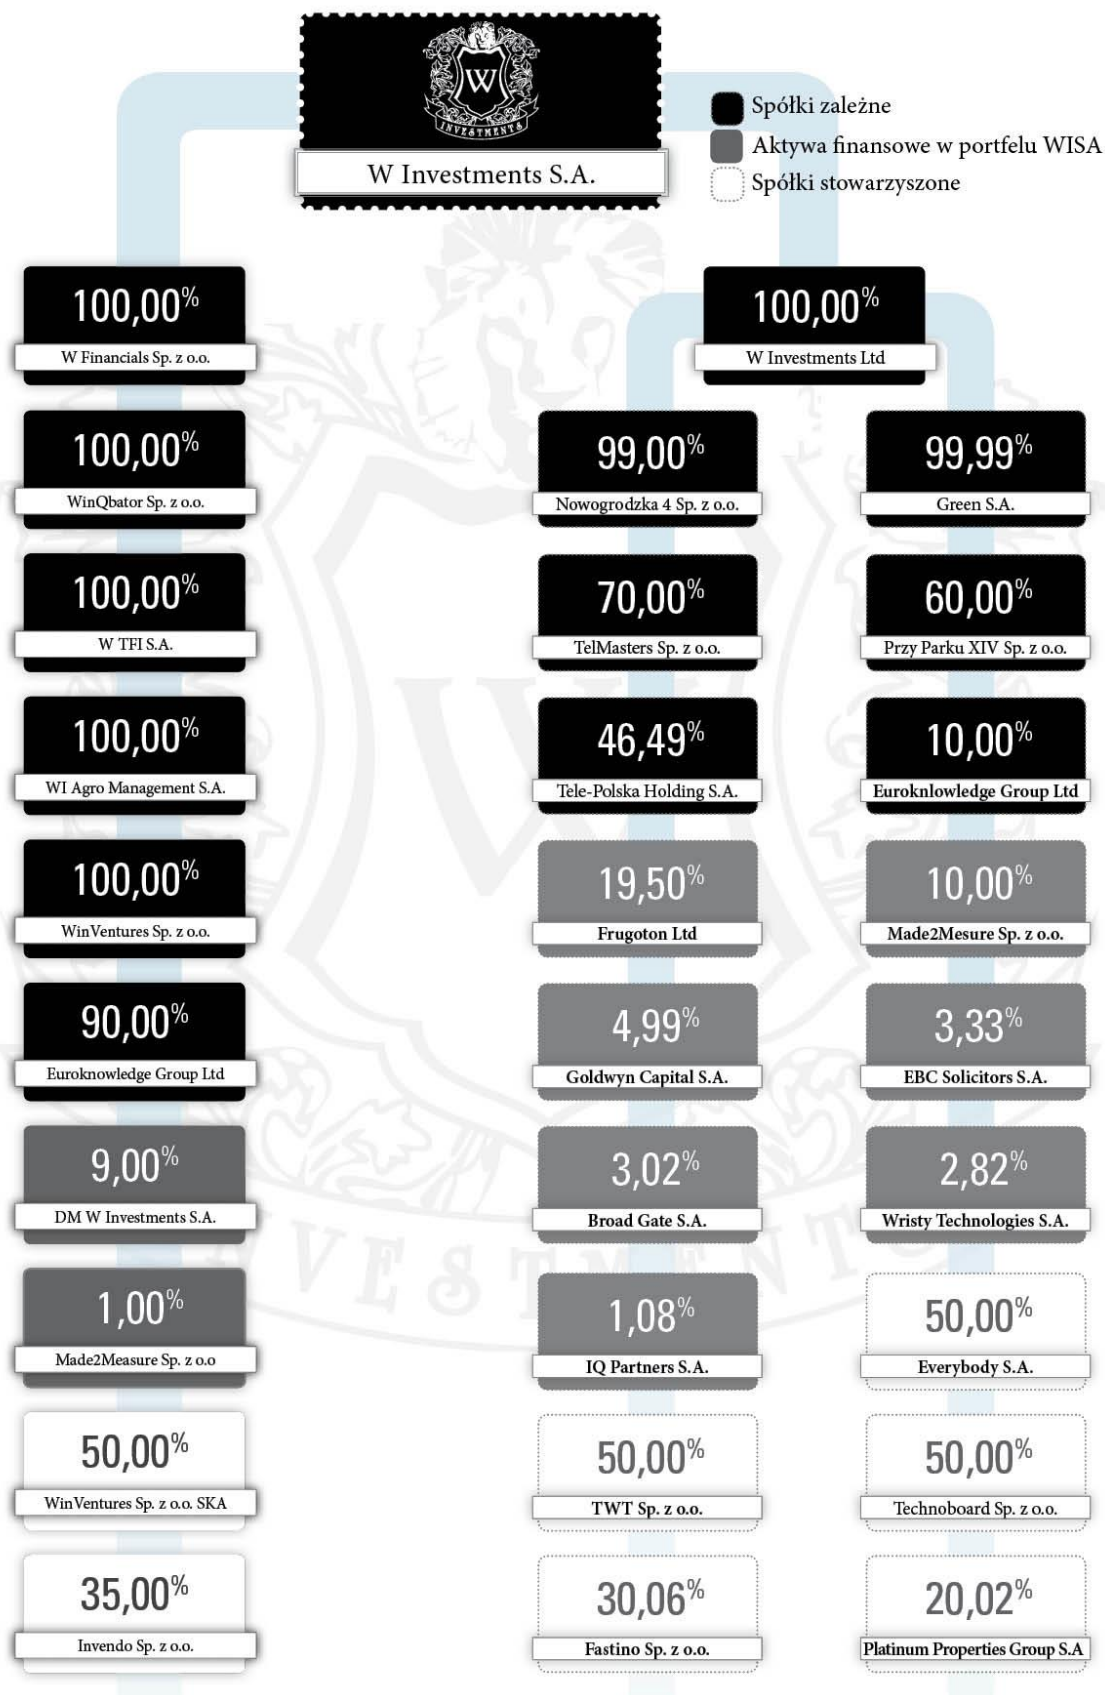 W
INVESTMENTS
W Investments S.A.
Spółki zależne
Aktywa finansowe w portfelu WISA
Spółki stowarzyszone
100,00%
W Financials Sp. z o.o.
100,00%
WinQbator Sp. z o.o.
100,00%
W TFI S.A.
100,00%
WI Agro Management S.A.
100,00%
WinVentures Sp. z o.o.
90,00%
Euroknowledge Group Ltd
9,00%
DM W Investments S.A.
1,00%
Made2Measure Sp. z o.o
50,00%
WinVentures Sp. z o.o. SKA
35,00%
Invendo Sp. z o.o.
100,00%
W Investments Ltd
99,00%
Nowogrodzka 4 Sp. z o.o.
70,00%
TelMasters Sp. z o.o.
46,49%
Tele-Polska Holding S.A.
19,50%
Frugoton Ltd
4,99%
Goldwyn Capital S.A.
3,02%
Broad Gate S.A.
1,08%
IQ Partners S.A.
50,00%
TWT Sp. z o.o.
30,06%
Fastino Sp. z o.o.
99,99%
Green S.A.
60,00%
Przy Parku XIV Sp. z o.o.
10,00%
Euroknlowledge Group Ltd
10,00%
Made2Mesure Sp. z o.o.
3,33%
EBC Solicitors S.A.
2,82%
Wristy Technologies S.A.
50,00%
Everybody S.A.
50,00%
Technoboard Sp. z o.o.
20,02%
Platinum Properties Group S.A
W
INVESTMENTS